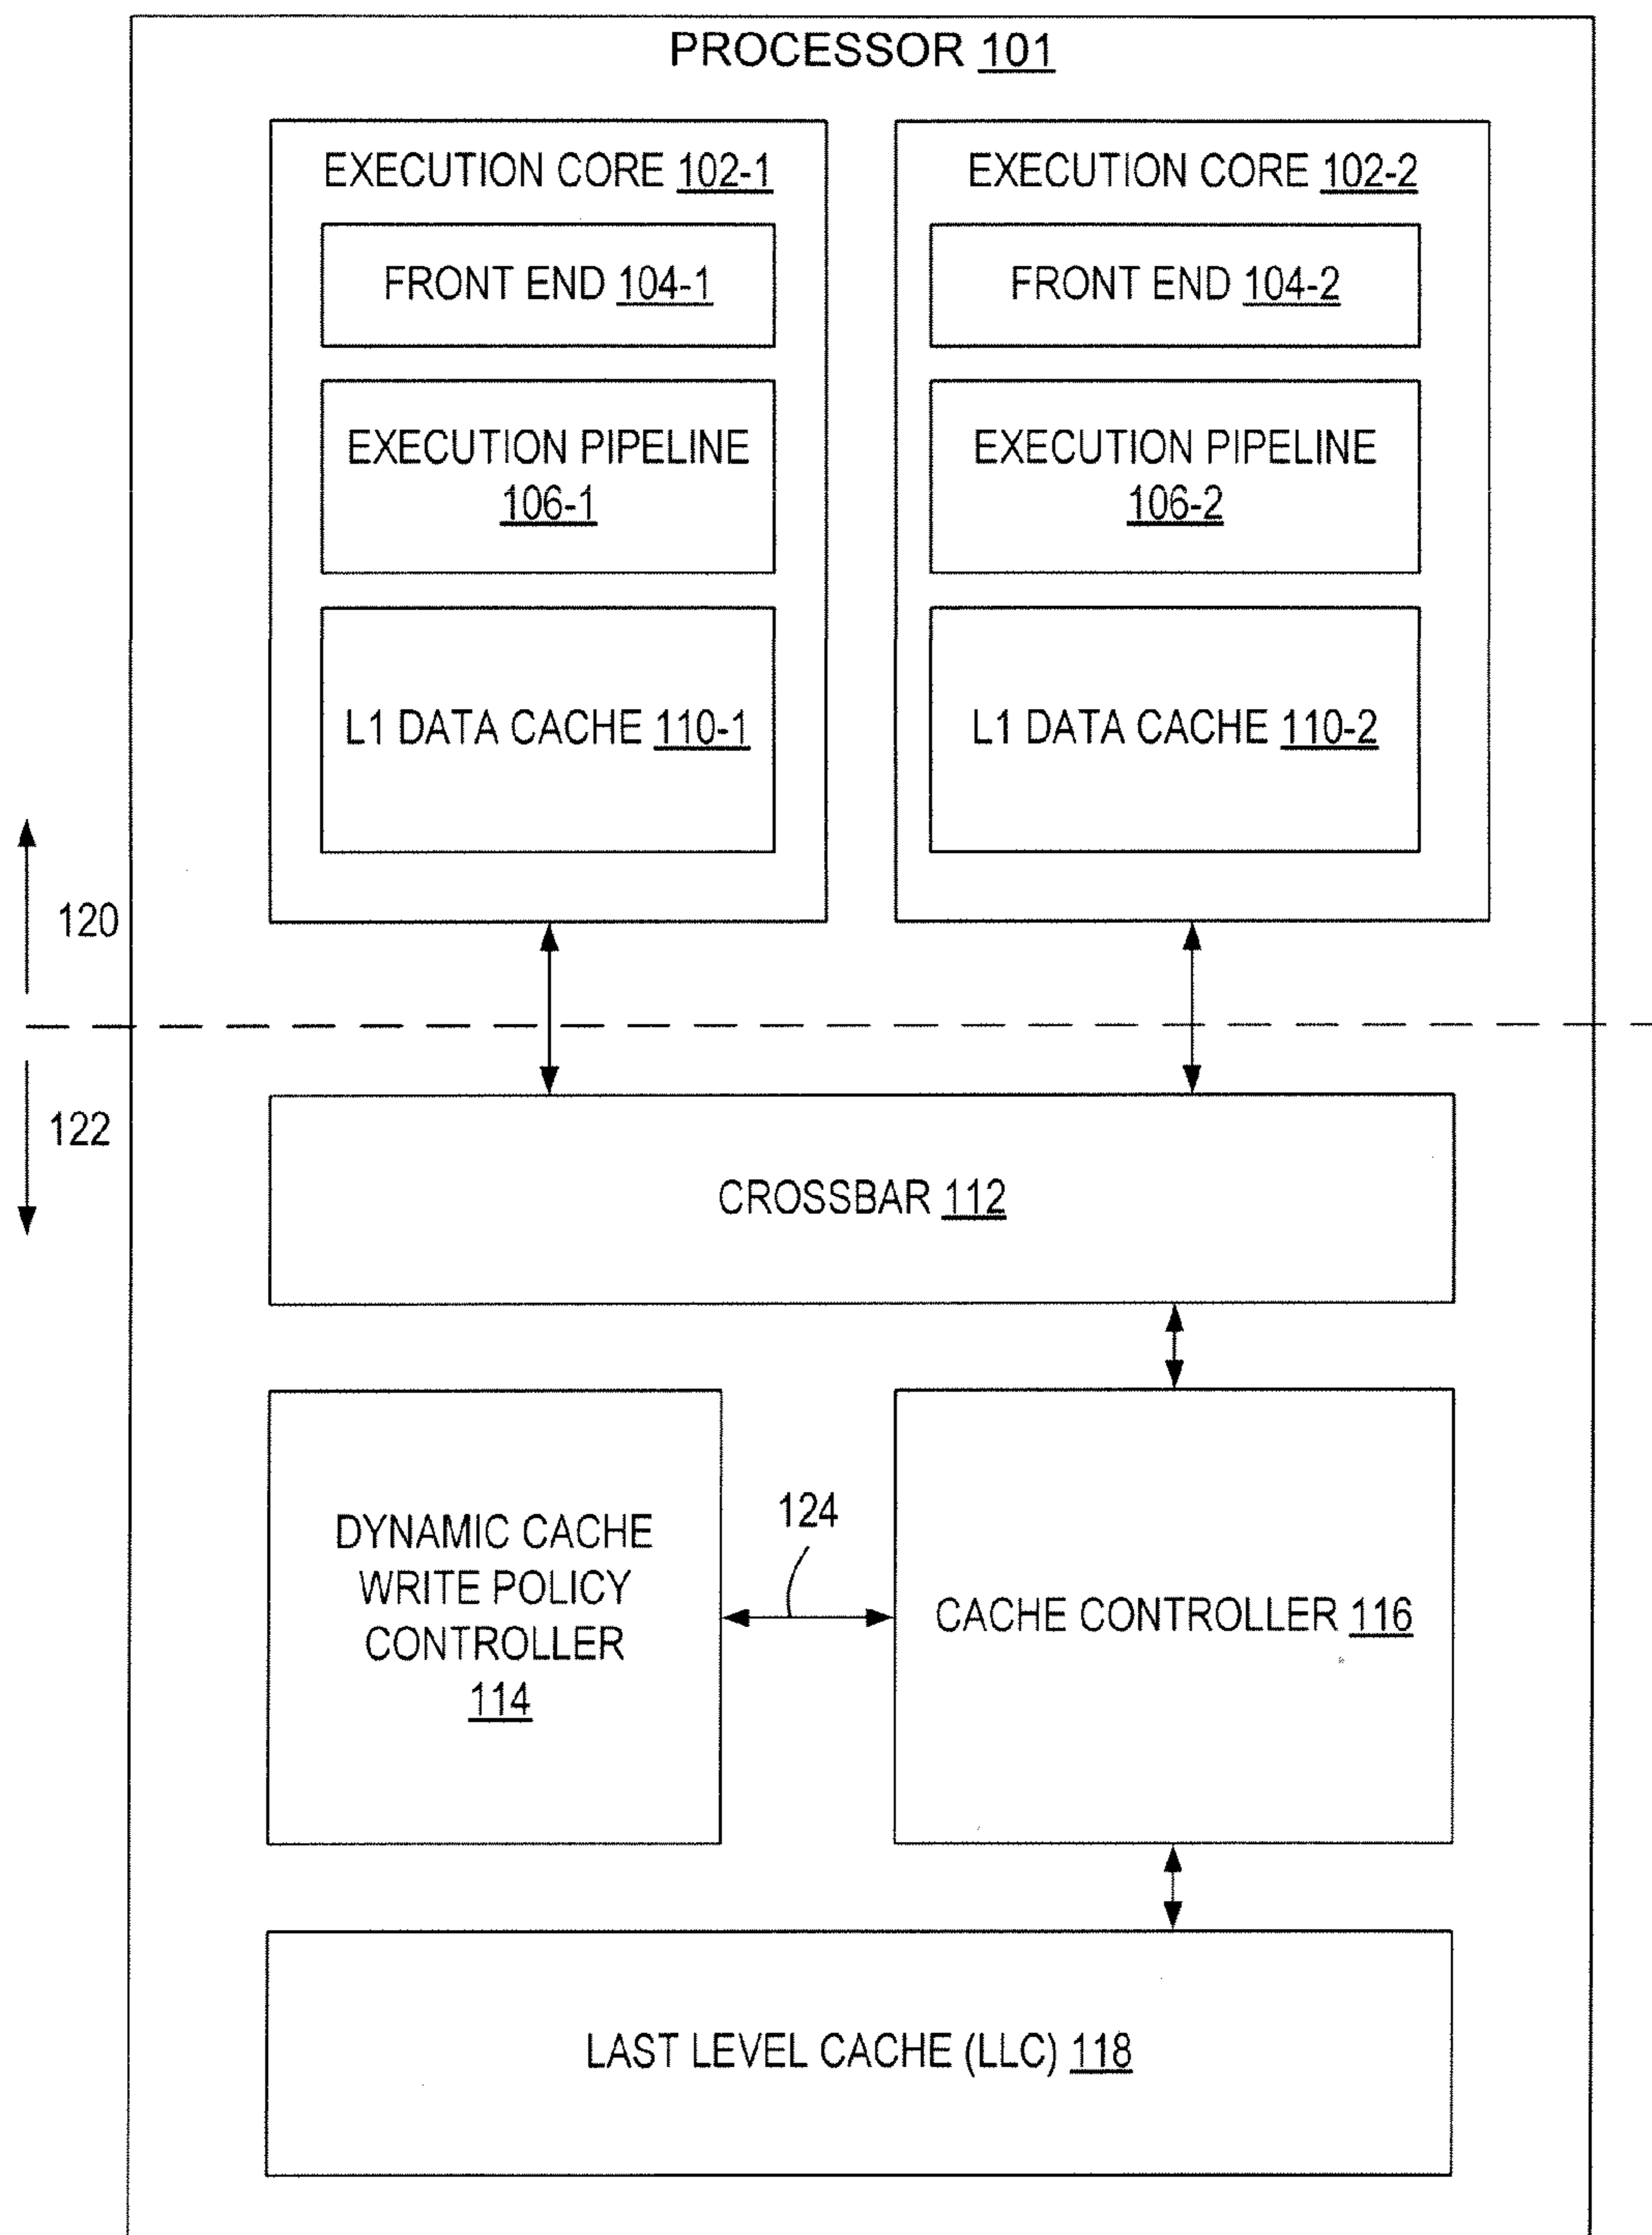 PROCESSOR 101
EXECUTION CORE 102-1
FRONT END 104-1
EXECUTION PIPELINE
106-1
L1 DATA CACHE 110-1
EXECUTION CORE 102-2
FRONT END 104-2
EXECUTION PIPELINE
106-2
L1 DATA CACHE 110-2
120
122
CROSSBAR 112
DYNAMIC CACHE
WRITE POLICY
CONTROLLER
114
124
CACHE CONTROLLER 116
LAST LEVEL CACHE (LLC) 118